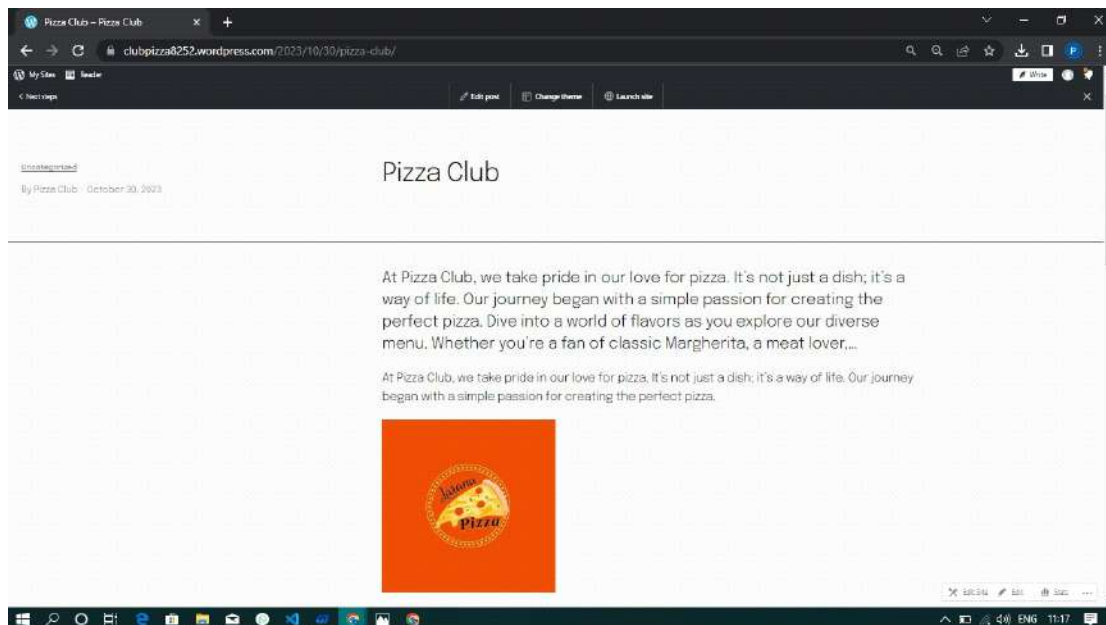 Pizza Club – Pizza Club
clubpizza8252.wordpress.com/2023/10/30/pizza-club/
My Sites Reader
Write
Next steps
Edit post Change theme Launch site
Uncategorized
By Pizza Club October 30, 2023
Pizza Club
At Pizza Club, we take pride in our love for pizza. It's not just a dish; it's a
way of life. Our journey began with a simple passion for creating the
perfect pizza. Dive into a world of flavors as you explore our diverse
menu. Whether you're a fan of classic Margherita, a meat lover,…
At Pizza Club, we take pride in our love for pizza. It's not just a dish; it's a way of life. Our journey
began with a simple passion for creating the perfect pizza.
Pizza
Edit Site Edit Stats
P
ENG 11:17